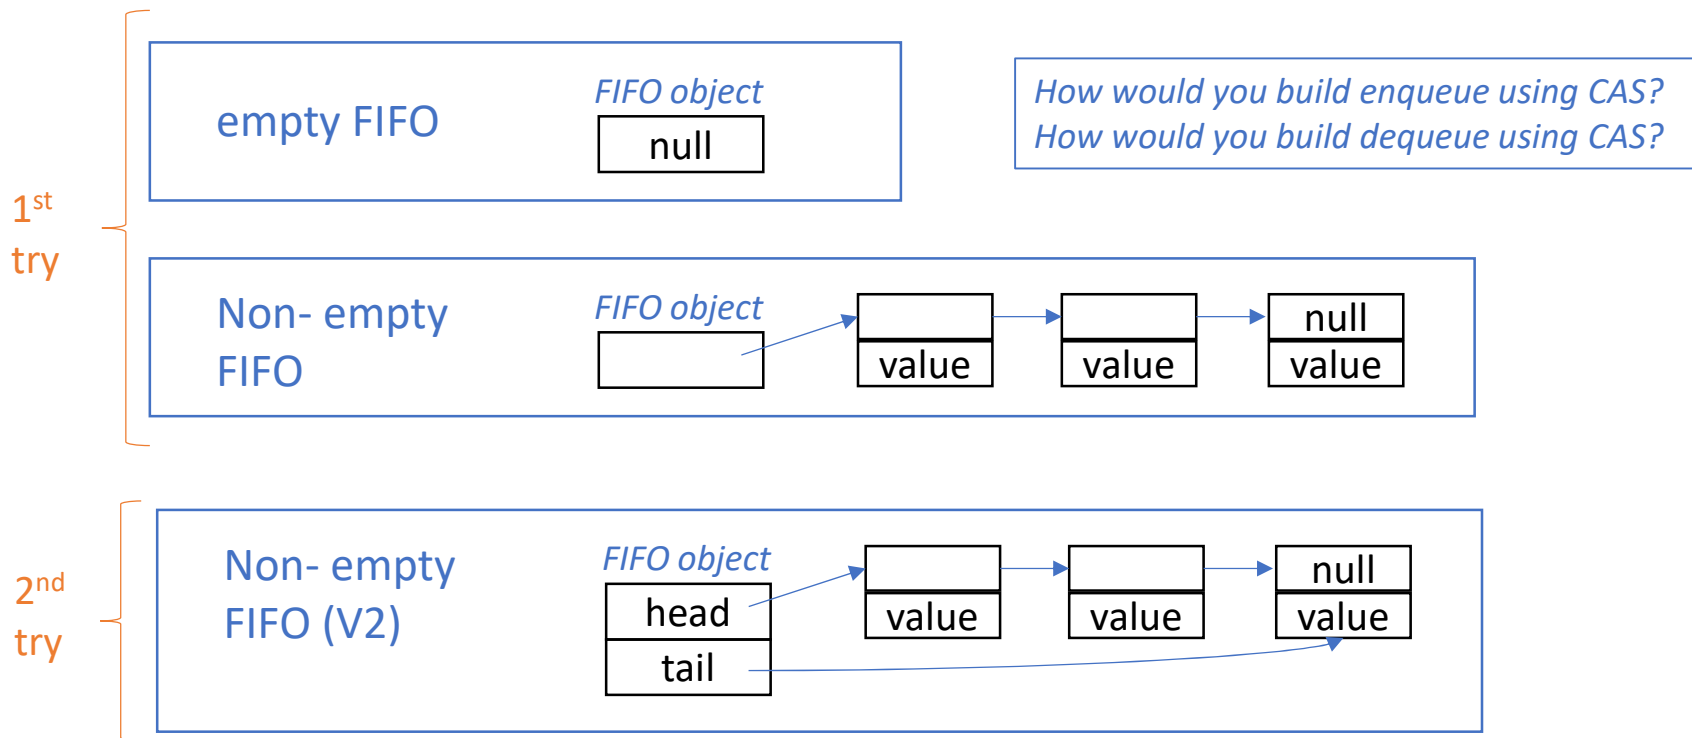 1st
try
empty FIFO
FIFO object
null
How would you build enqueue using CAS?
How would you build dequeue using CAS?
Non- empty
FIFO
FIFO object
value
value
null
value
2nd
try
Non- empty
FIFO (V2)
FIFO object
head
tail
value
value
null
value